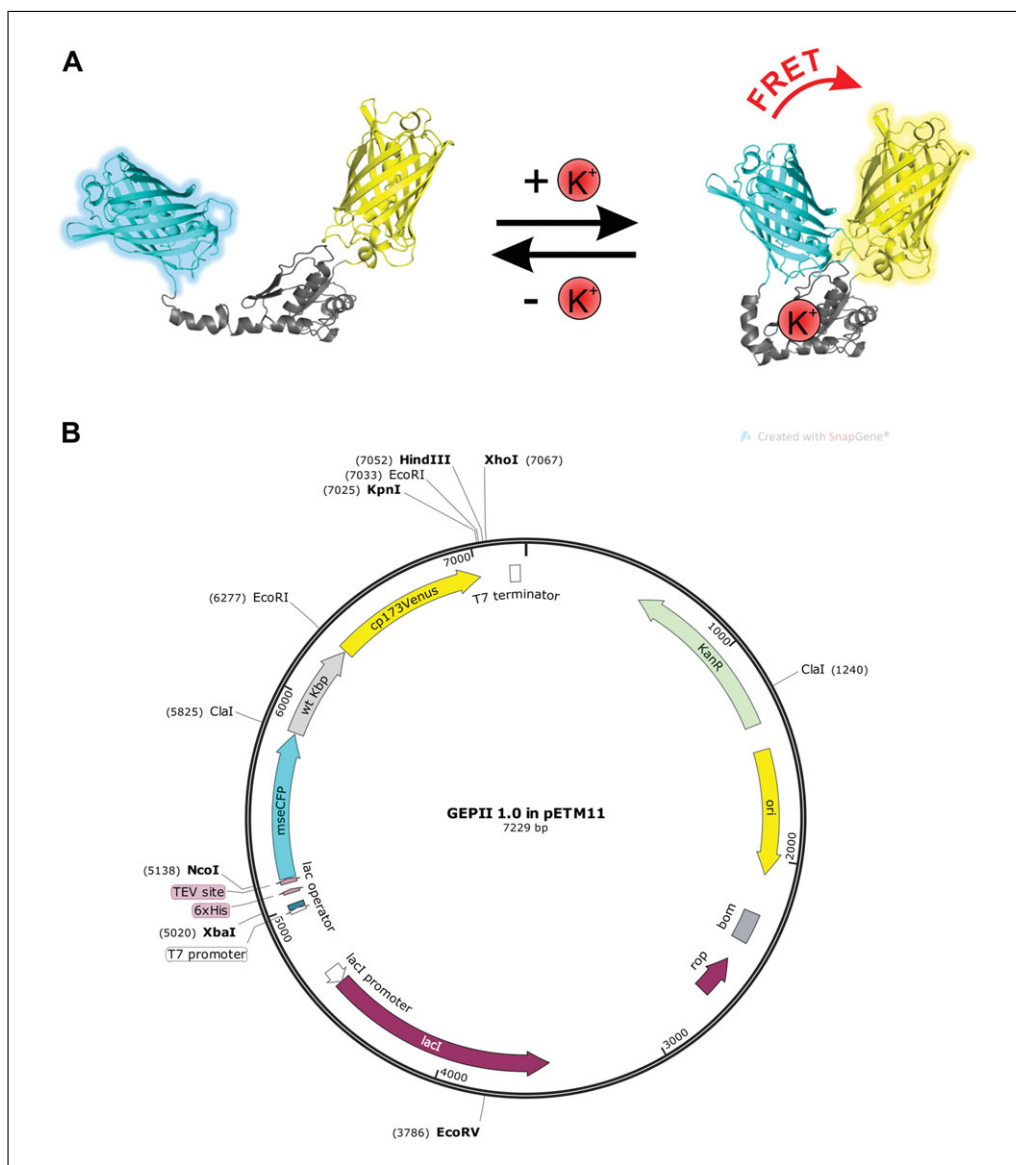 A
FRET
+ K+
- K+
K+
B
Created with SnapGene®
(7052) HindIII XhoI (7067)
(7033) EcoRI
(7025) KpnI
7000
T7 terminator
cp173Venus
(6277) EcoRI
KanR
1000
ClaI (1240)
wt Kbp
6000
(5825) ClaI
mseCFP
GEPII 1.0 in pETM11
7229 bp
ori
2000
(5138) NcoI
TEV site
6xHis
lac operator
(5020) XbaI
5000
T7 promoter
bom
rop
lacI promoter
lacI
3000
4000
(3786) EcoRV